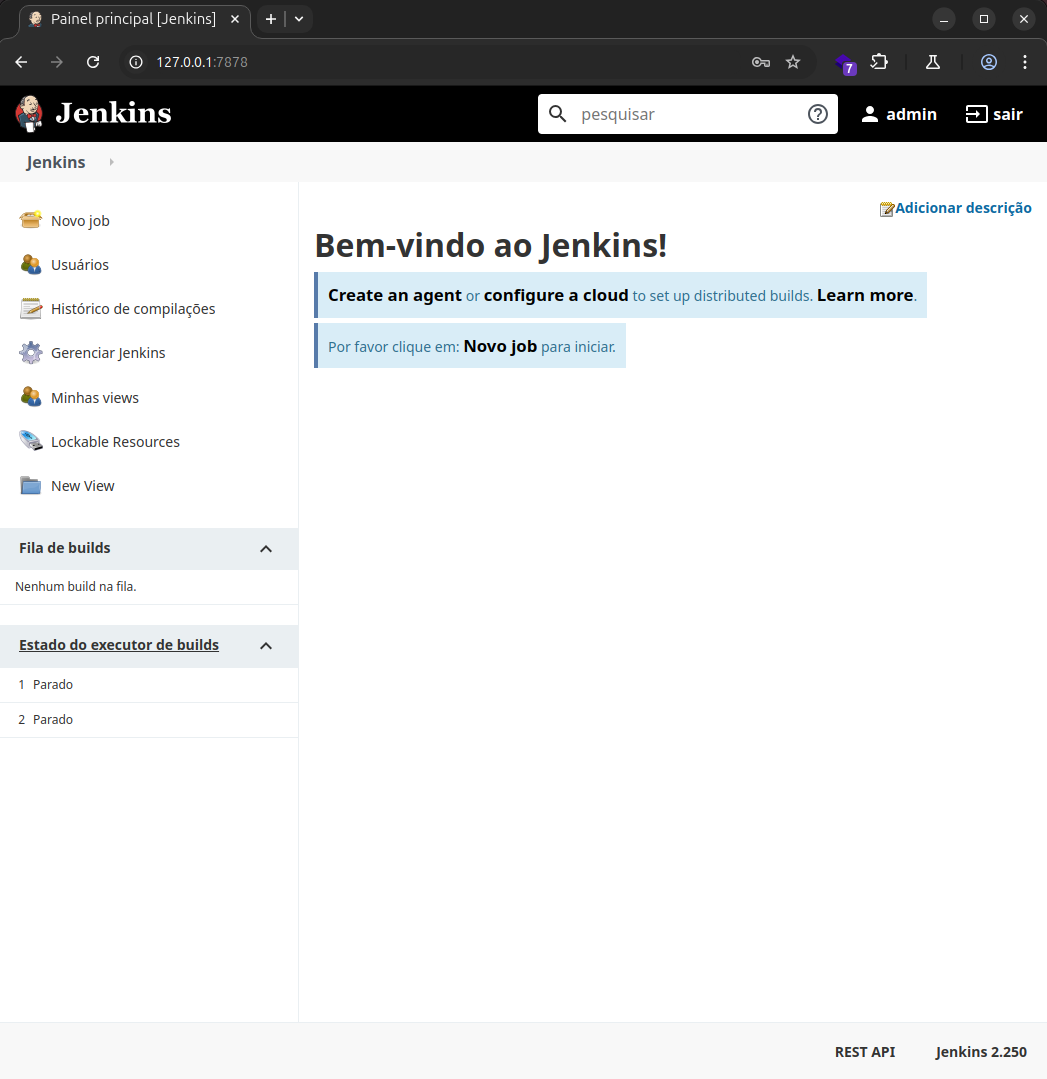 Painel principal [Jenkins]
127.0.0.1:7878
7
Jenkins
pesquisar
admin
sair
Jenkins
Adicionar descrição
Novo job
Usuários
Histórico de compilações
Gerenciar Jenkins
Minhas views
Lockable Resources
New View
Fila de builds
Nenhum build na fila.
Estado do executor de builds
1 Parado
2 Parado
Bem-vindo ao Jenkins!
Create an agent or configure a cloud to set up distributed builds. Learn more.
Por favor clique em: Novo job para iniciar.
REST API
Jenkins 2.250